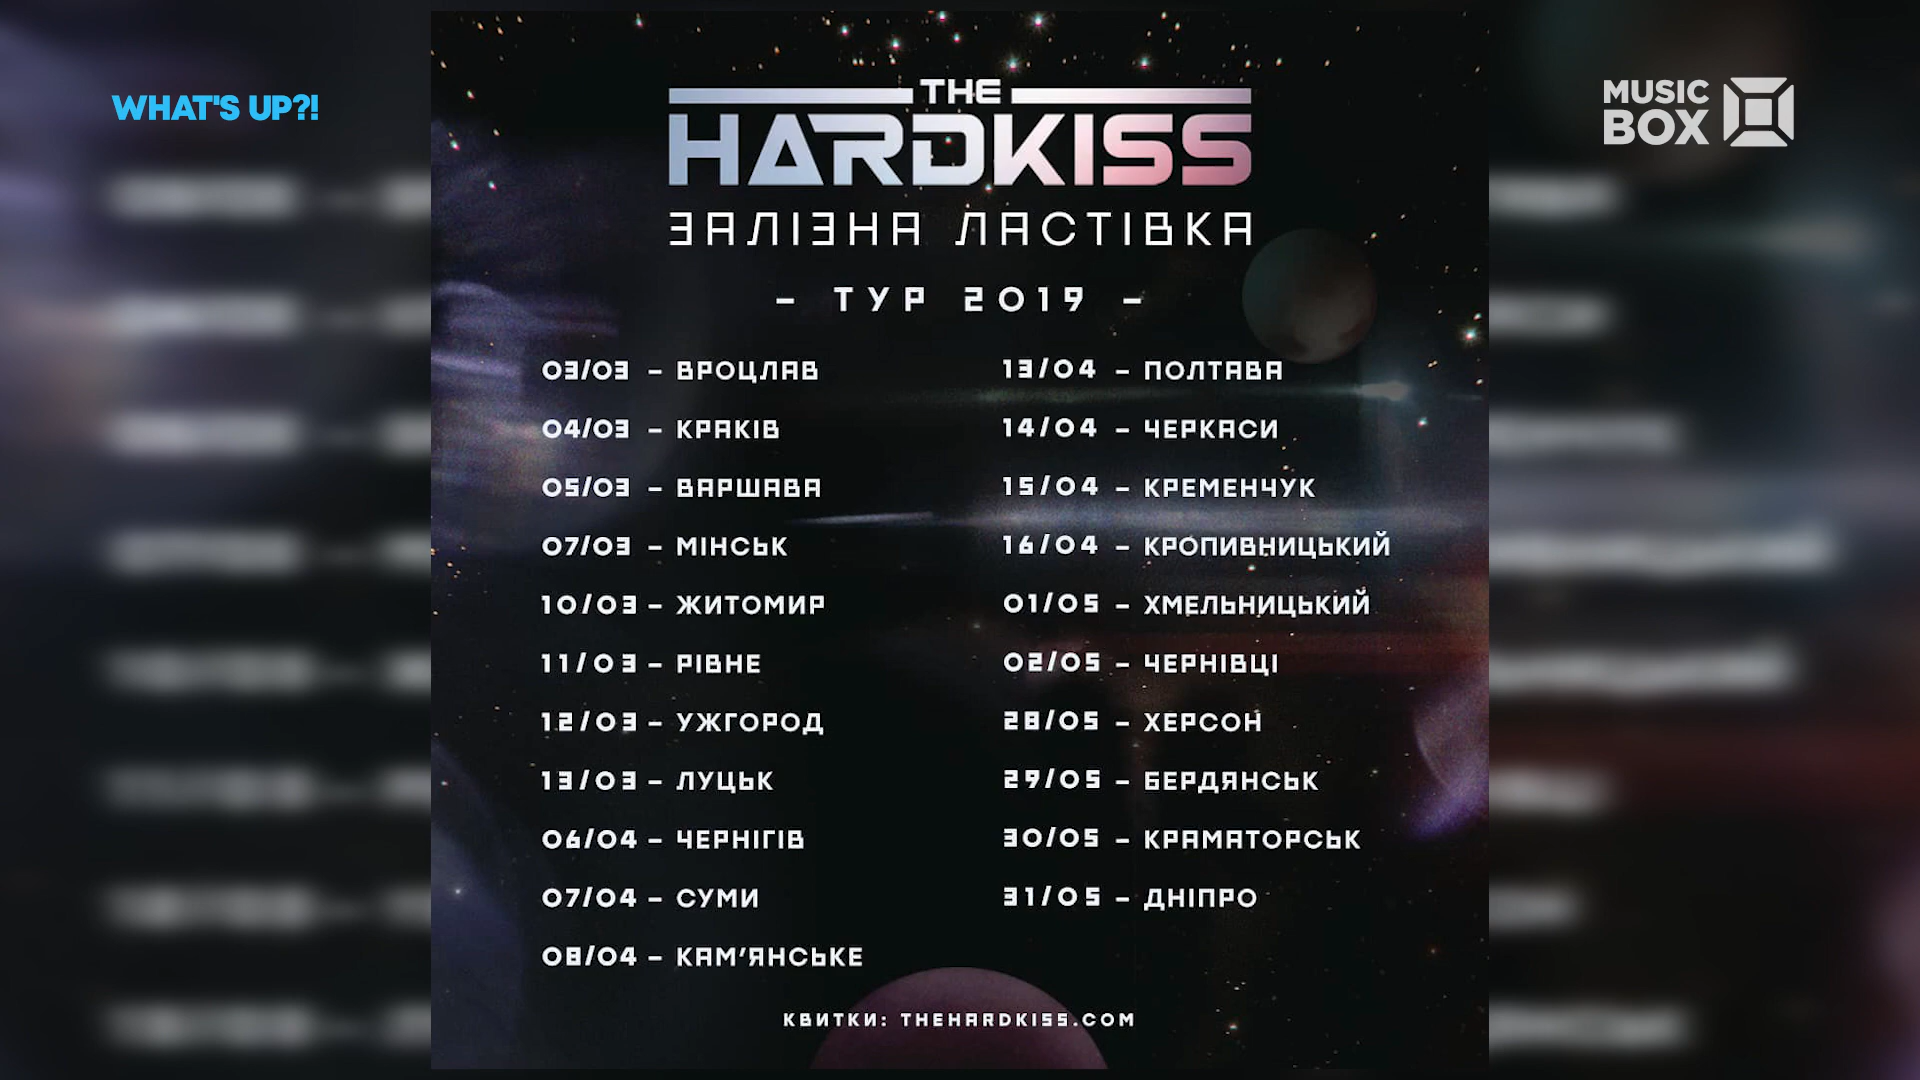 WHAT'S UP?!
MUSIC
BOX
THE
HARDKISS
ЗАЛІЗНА ЛАСТІВКА
- ТУР 2019 -
03/03 - ВРОЦЛАВ
04/03 - КРАКІВ
05/03 - ВАРШАВА
07/03 - МІНСЬК
10/03 - ЖИТОМИР
11/03 - РІВНЕ
12/03 - УЖГОРОД
13/03 - ЛУЦЬК
06/04 - ЧЕРНІГІВ
07/04 - СУМИ
08/04 - КАМ'ЯНСЬКЕ
13/04 - ПОЛТАВА
14/04 - ЧЕРКАСИ
15/04 - КРЕМЕНЧУК
16/04 - КРОПИВНИЦЬКИЙ
01/05 - ХМЕЛЬНИЦЬКИЙ
02/05 - ЧЕРНІВЦІ
28/05 - ХЕРСОН
29/05 - БЕРДЯНСЬК
30/05 - КРАМАТОРСЬК
31/05 - ДНІПРО
КВИТКИ: THEHARDKISS.COM